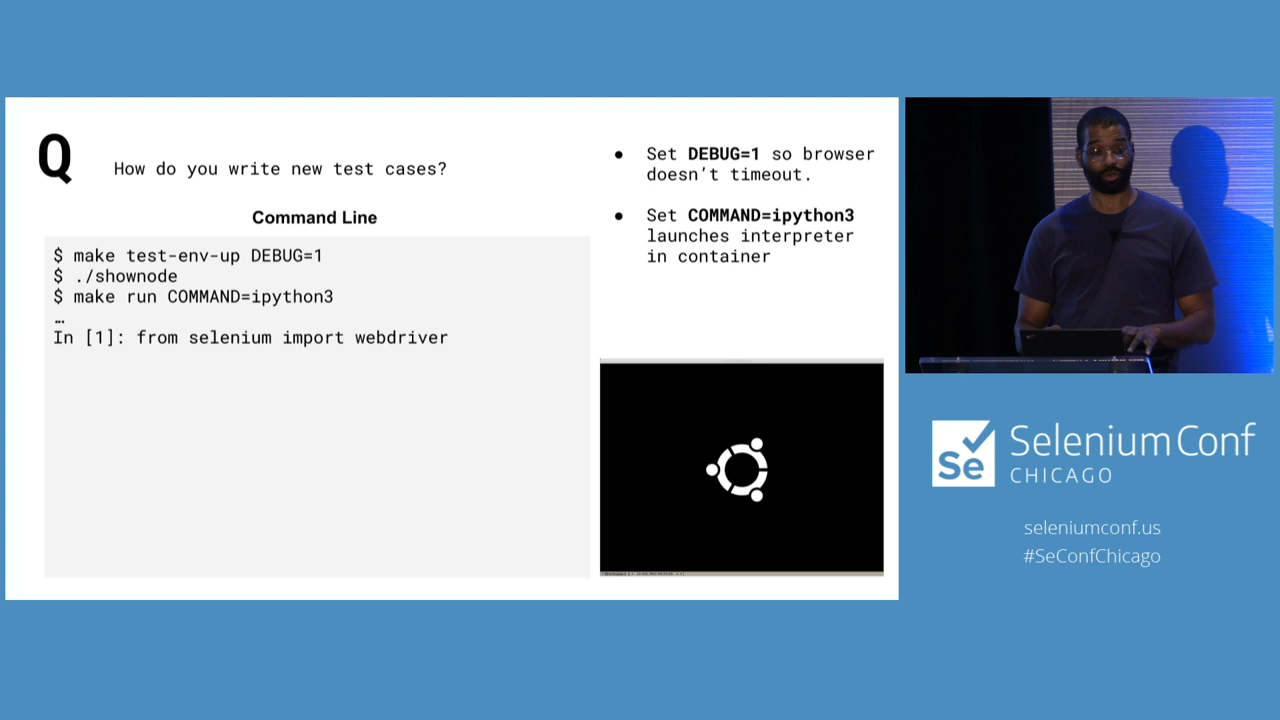 Q
How do you write new test cases?
Command Line
$ make test-env-up DEBUG=1
$ ./shownode
$ make run COMMAND=ipython3
…
In [1]: from selenium import webdriver
● Set DEBUG=1 so browser
doesn’t timeout.
● Set COMMAND=ipython3
launches interpreter
in container
Se
SeleniumConf
CHICAGO
seleniumconf.us
#SeConfChicago